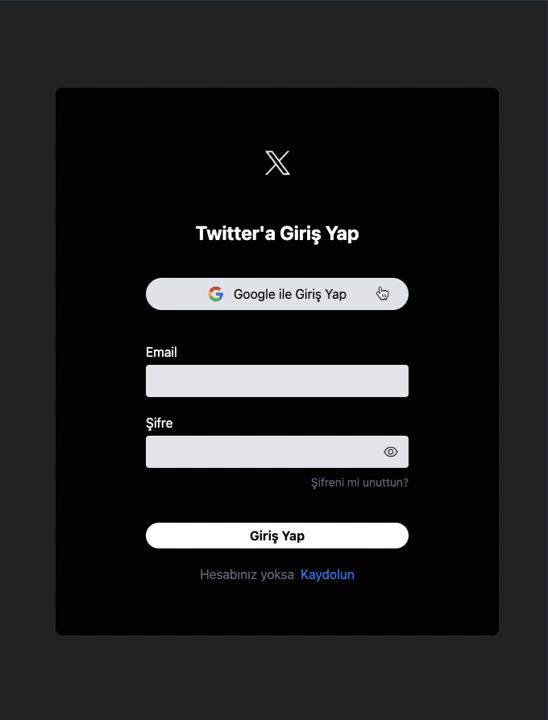 Twitter'a Giriş Yap
Google ile Giriş Yap
Email
Şifre
Şifreni mi unuttun?
Giriş Yap
Hesabınız yoksa Kaydolun